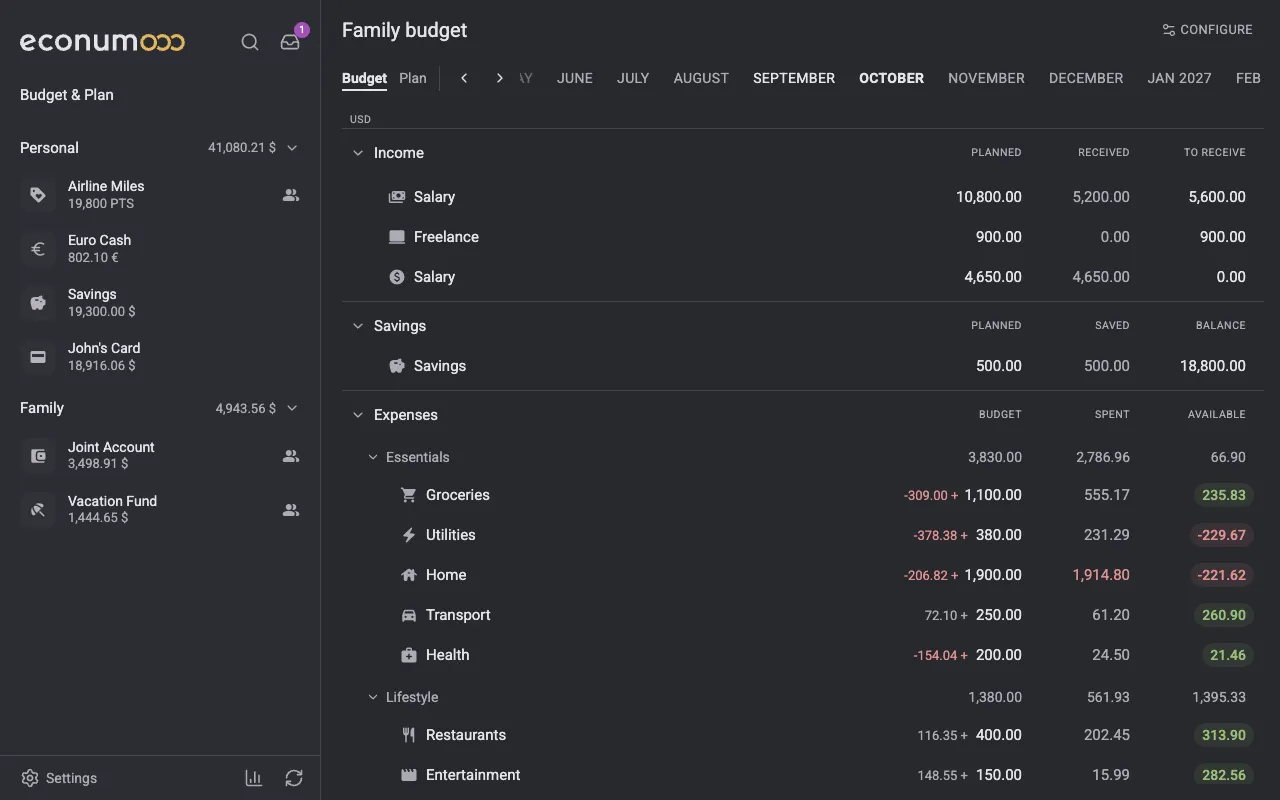 econumo
1
Budget & Plan
Personal 41,080.21 $
Airline Miles
19,800 PTS
Euro Cash
802.10 €
Savings
19,300.00 $
John's Card
18,916.06 $
Family 4,943.56 $
Joint Account
3,498.91 $
Vacation Fund
1,444.65 $
Settings
Family budget CONFIGURE
Budget Plan AY JUNE JULY AUGUST SEPTEMBER OCTOBER NOVEMBER DECEMBER JAN 2027 FEB
USD
Income PLANNED RECEIVED TO RECEIVE
Salary 10,800.00 5,200.00 5,600.00
Freelance 900.00 0.00 900.00
Salary 4,650.00 4,650.00 0.00
Savings PLANNED SAVED BALANCE
Savings 500.00 500.00 18,800.00
Expenses BUDGET SPENT AVAILABLE
Essentials 3,830.00 2,786.96 66.90
Groceries -309.00 + 1,100.00 555.17 235.83
Utilities -378.38 + 380.00 231.29 -229.67
Home -206.82 + 1,900.00 1,914.80 -221.62
Transport 72.10 + 250.00 61.20 260.90
Health -154.04 + 200.00 24.50 21.46
Lifestyle 1,380.00 561.93 1,395.33
Restaurants 116.35 + 400.00 202.45 313.90
Entertainment 148.55 + 150.00 15.99 282.56